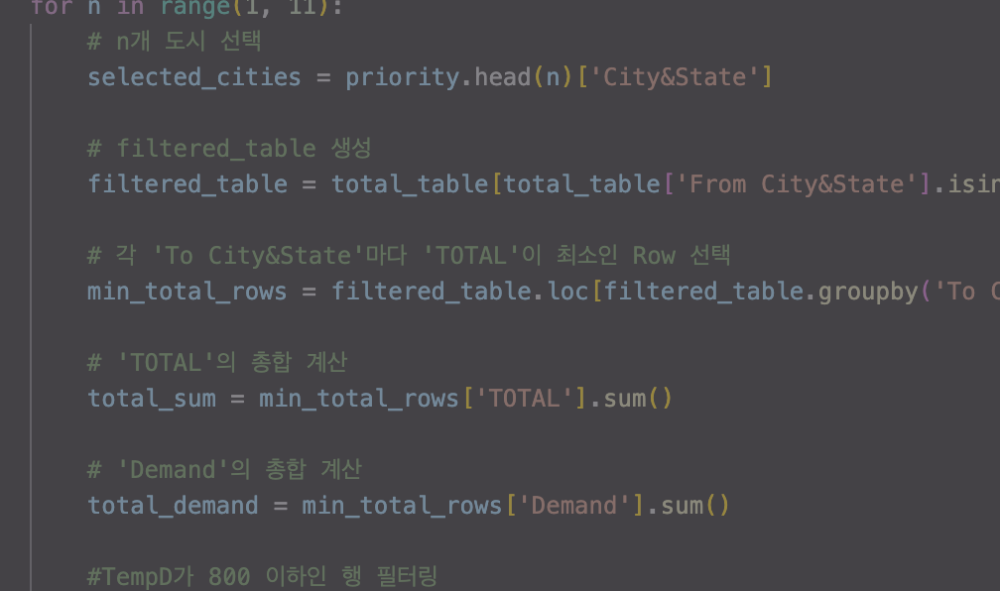 for n in range(1, 11):
# n개 도시 선택
selected_cities = priority.head(n)['City&State']
# filtered_table 생성
filtered_table = total_table[total_table['From City&State'].isin
# 각 'To City&State'마다 'TOTAL'이 최소인 Row 선택
min_total_rows = filtered_table.loc[filtered_table.groupby('To C
# 'TOTAL'의 총합 계산
total_sum = min_total_rows['TOTAL'].sum()
# 'Demand'의 총합 계산
total_demand = min_total_rows['Demand'].sum()
#TempD가 800 이하인 행 필터링